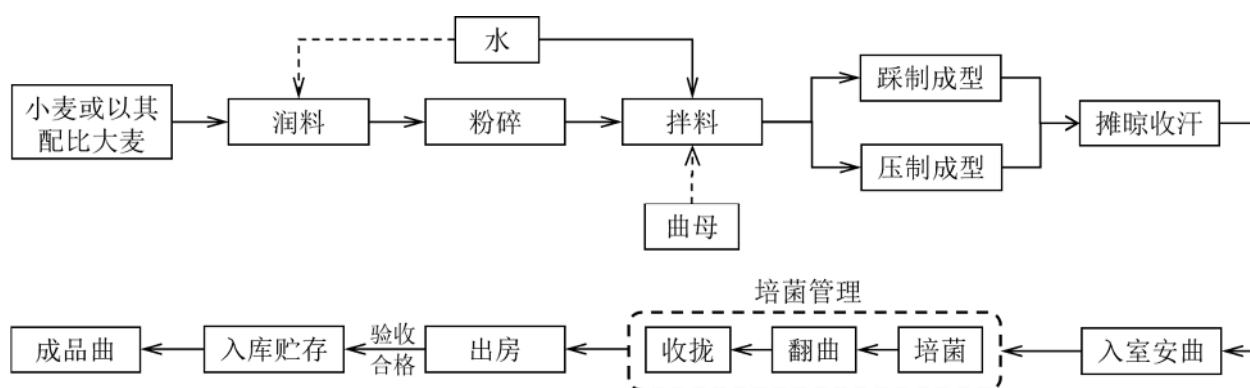 水
小麦或以其
配比大麦
润料
粉碎
拌料
踩制成型
压制成型
摊晾收汗
曲母
培菌管理
成品曲
入库贮存
验收
合格
出房
收拢
翻曲
培菌
入室安曲